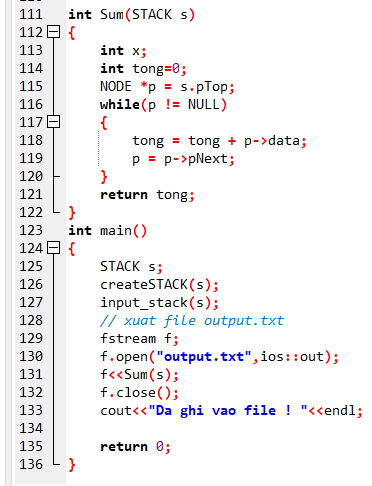 111 int Sum(STACK s)
112 {
113     int x;
114     int tong=0;
115     NODE *p = s.pTop;
116     while(p != NULL)
117     {
118         tong = tong + p->data;
119         p = p->pNext;
120     }
121     return tong;
122 }
123 int main()
124 {
125     STACK s;
126     createSTACK(s);
127     input_stack(s);
128     // xuat file output.txt
129     fstream f;
130     f.open("output.txt",ios::out);
131     f<<Sum(s);
132     f.close();
133     cout<<"Da ghi vao file ! "<<endl;
134
135     return 0;
136 }